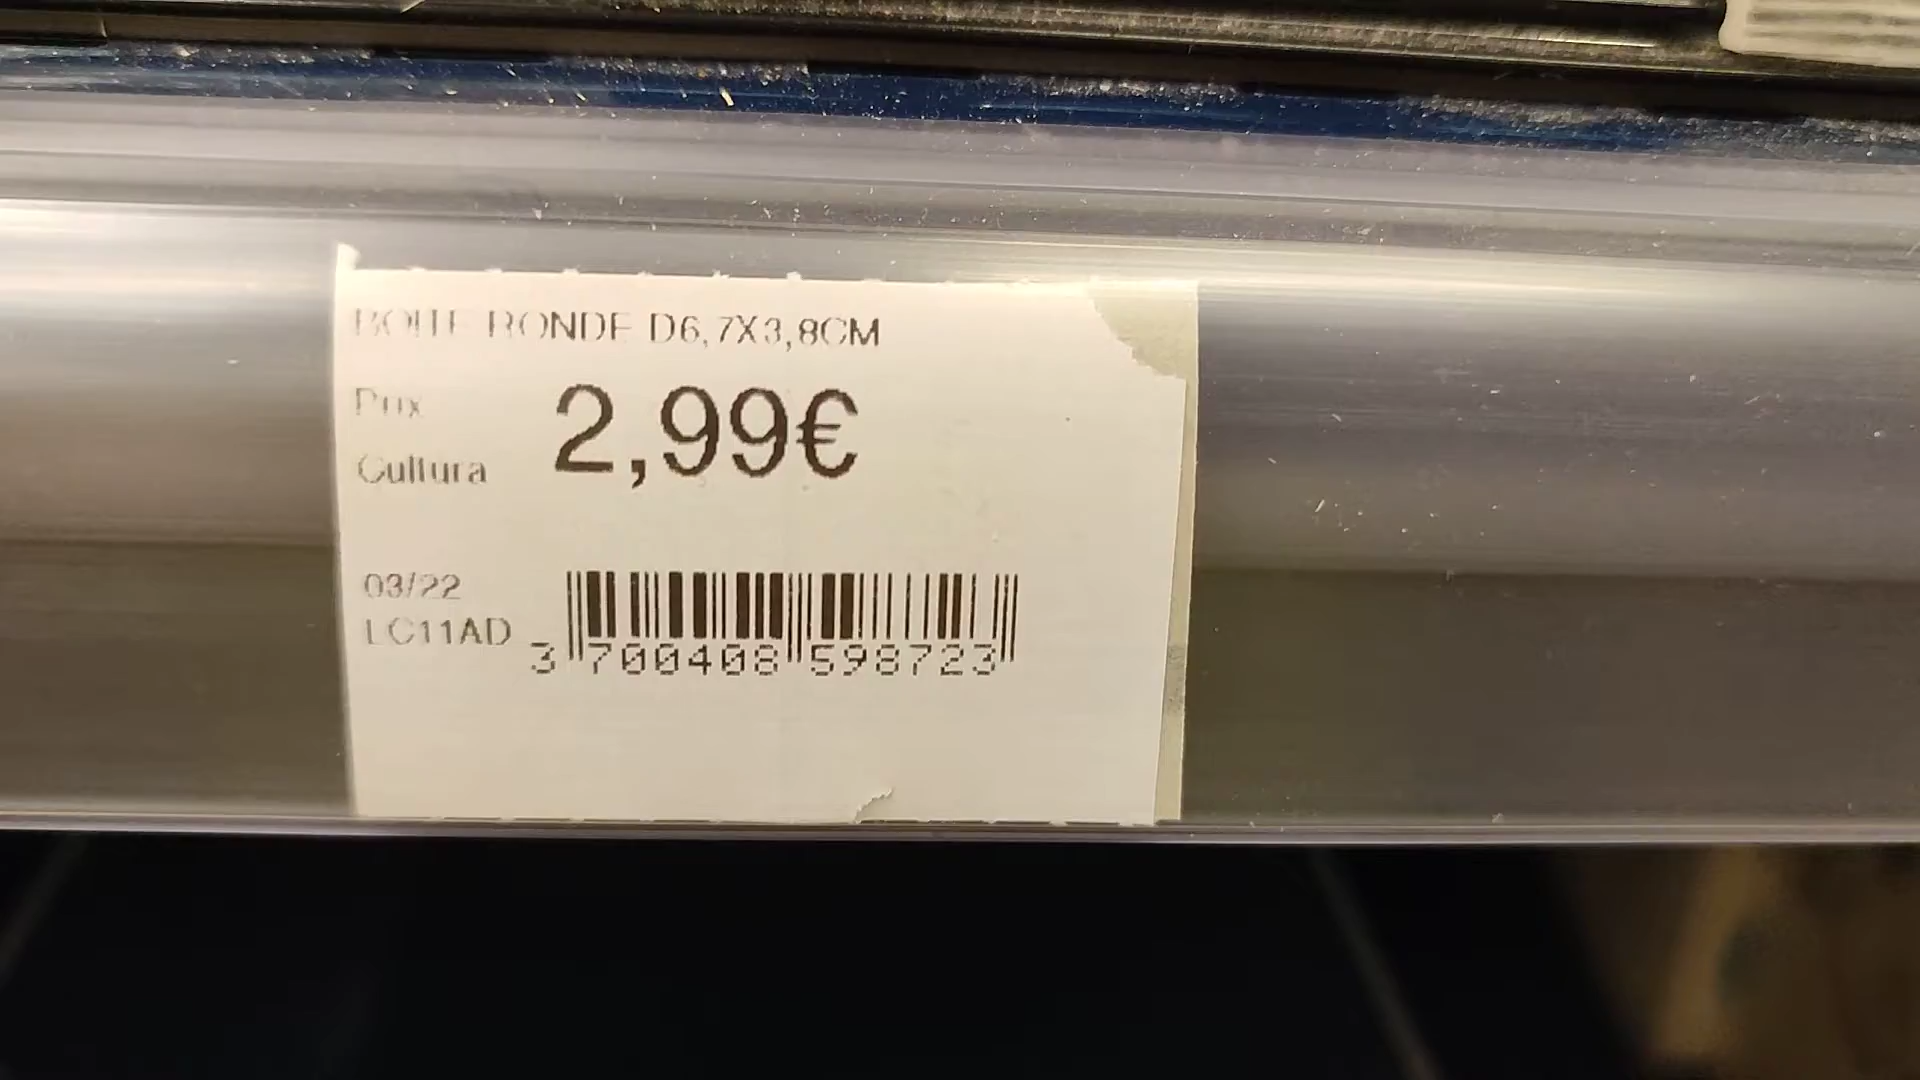 BOITE RONDE D6,7X3,8CM
Prix
Cultura
2,99€
03/22
LC11AD
3 700408 598723